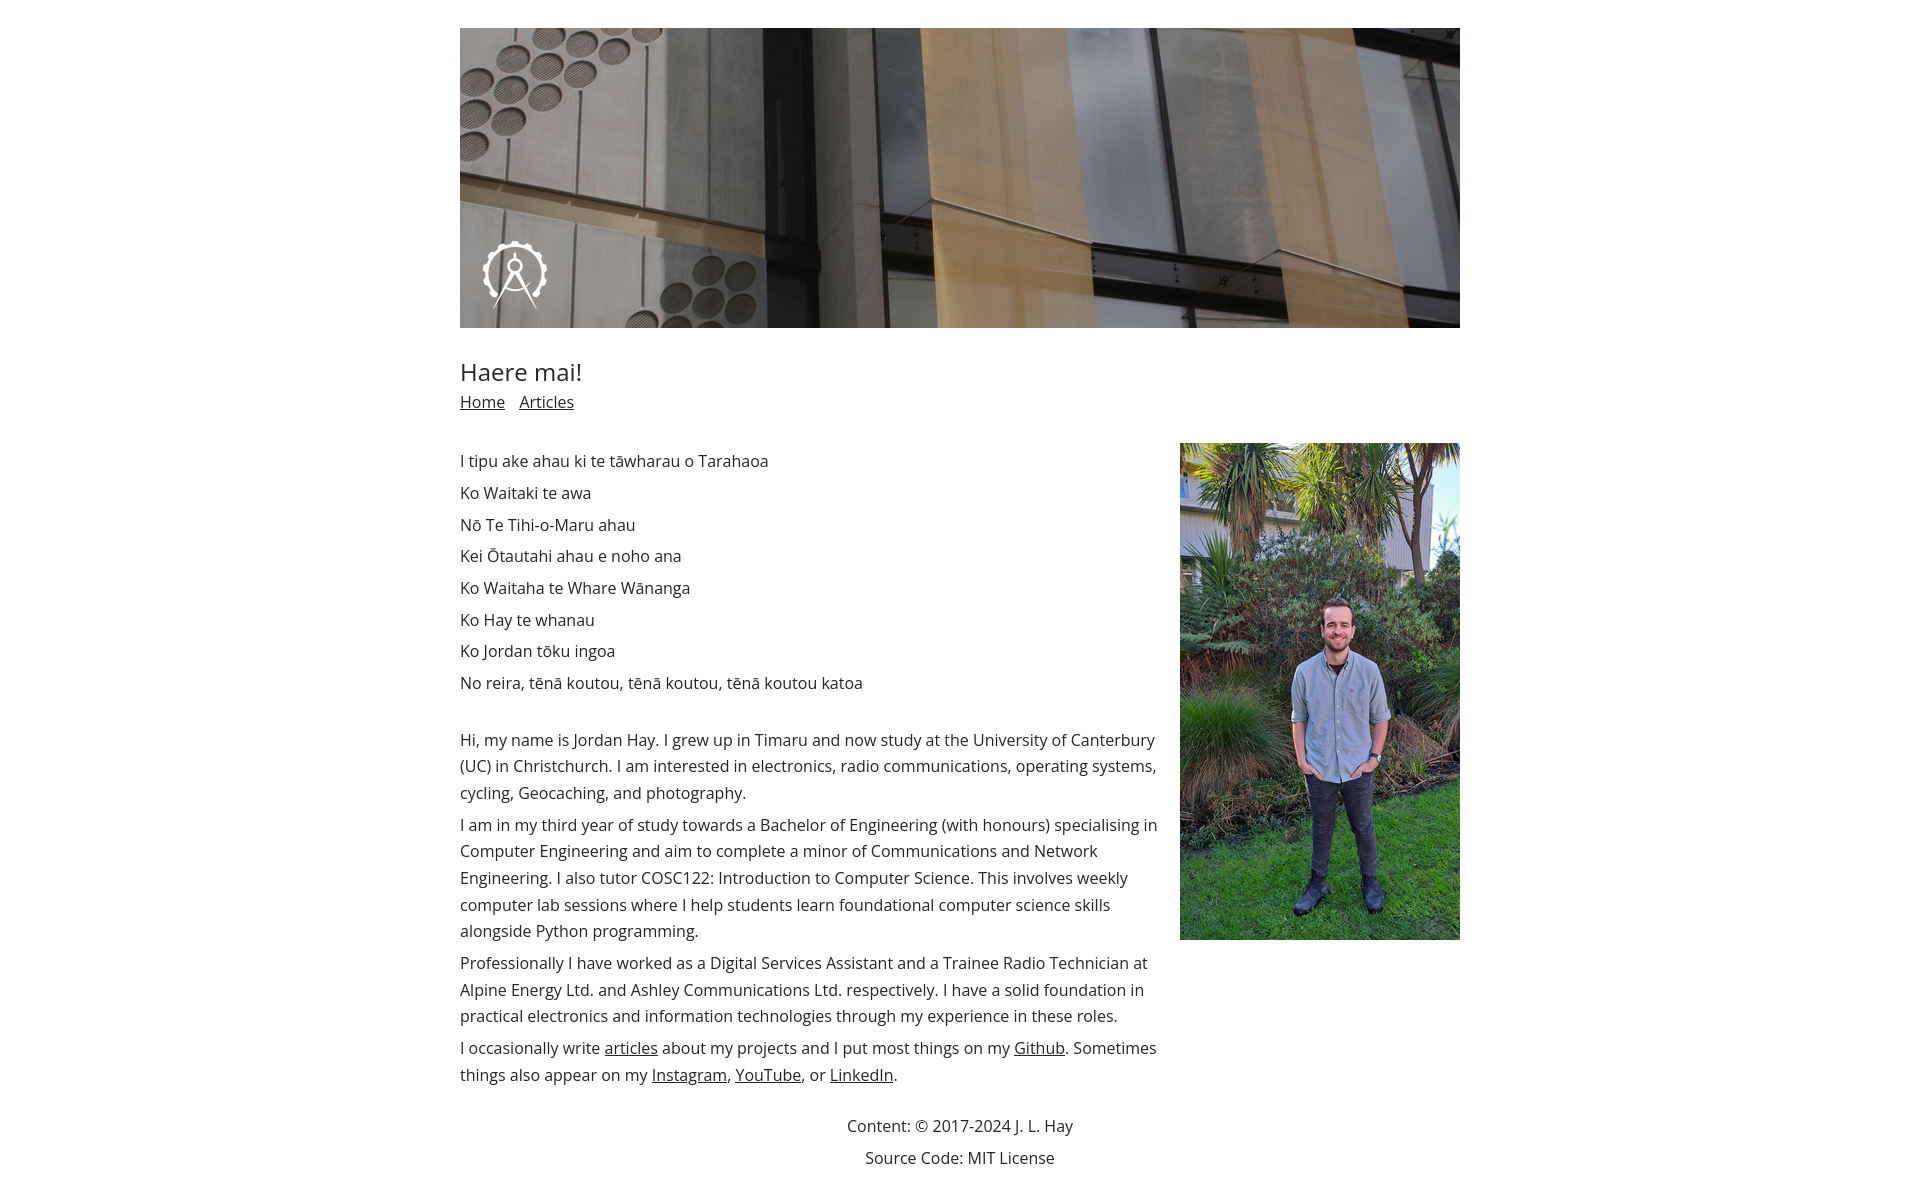 Haere mai!
Home Articles
I tipu ake ahau ki te tāwharau o Tarahaoa
Ko Waitaki te awa
Nō Te Tihi-o-Maru ahau
Kei Ōtautahi ahau e noho ana
Ko Waitaha te Whare Wānanga
Ko Hay te whanau
Ko Jordan tōku ingoa
No reira, tēnā koutou, tēnā koutou, tēnā koutou katoa
Hi, my name is Jordan Hay. I grew up in Timaru and now study at the University of Canterbury
(UC) in Christchurch. I am interested in electronics, radio communications, operating systems,
cycling, Geocaching, and photography.
I am in my third year of study towards a Bachelor of Engineering (with honours) specialising in
Computer Engineering and aim to complete a minor of Communications and Network
Engineering. I also tutor COSC122: Introduction to Computer Science. This involves weekly
computer lab sessions where I help students learn foundational computer science skills
alongside Python programming.
Professionally I have worked as a Digital Services Assistant and a Trainee Radio Technician at
Alpine Energy Ltd. and Ashley Communications Ltd. respectively. I have a solid foundation in
practical electronics and information technologies through my experience in these roles.
I occasionally write articles about my projects and I put most things on my Github. Sometimes
things also appear on my Instagram, YouTube, or LinkedIn.
Content: © 2017-2024 J. L. Hay
Source Code: MIT License